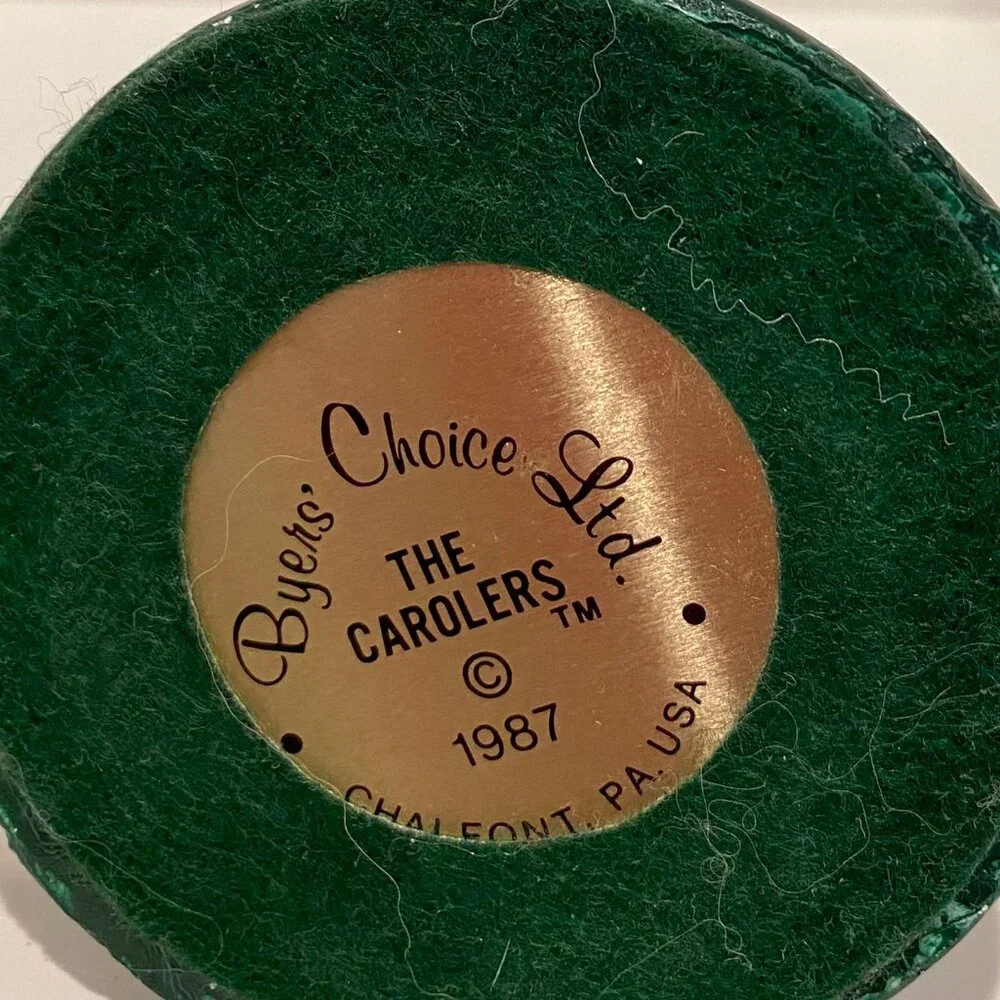 Byers' Choice Ltd.
THE
CAROLERS™
©
1987
CHALFONT, PA. USA